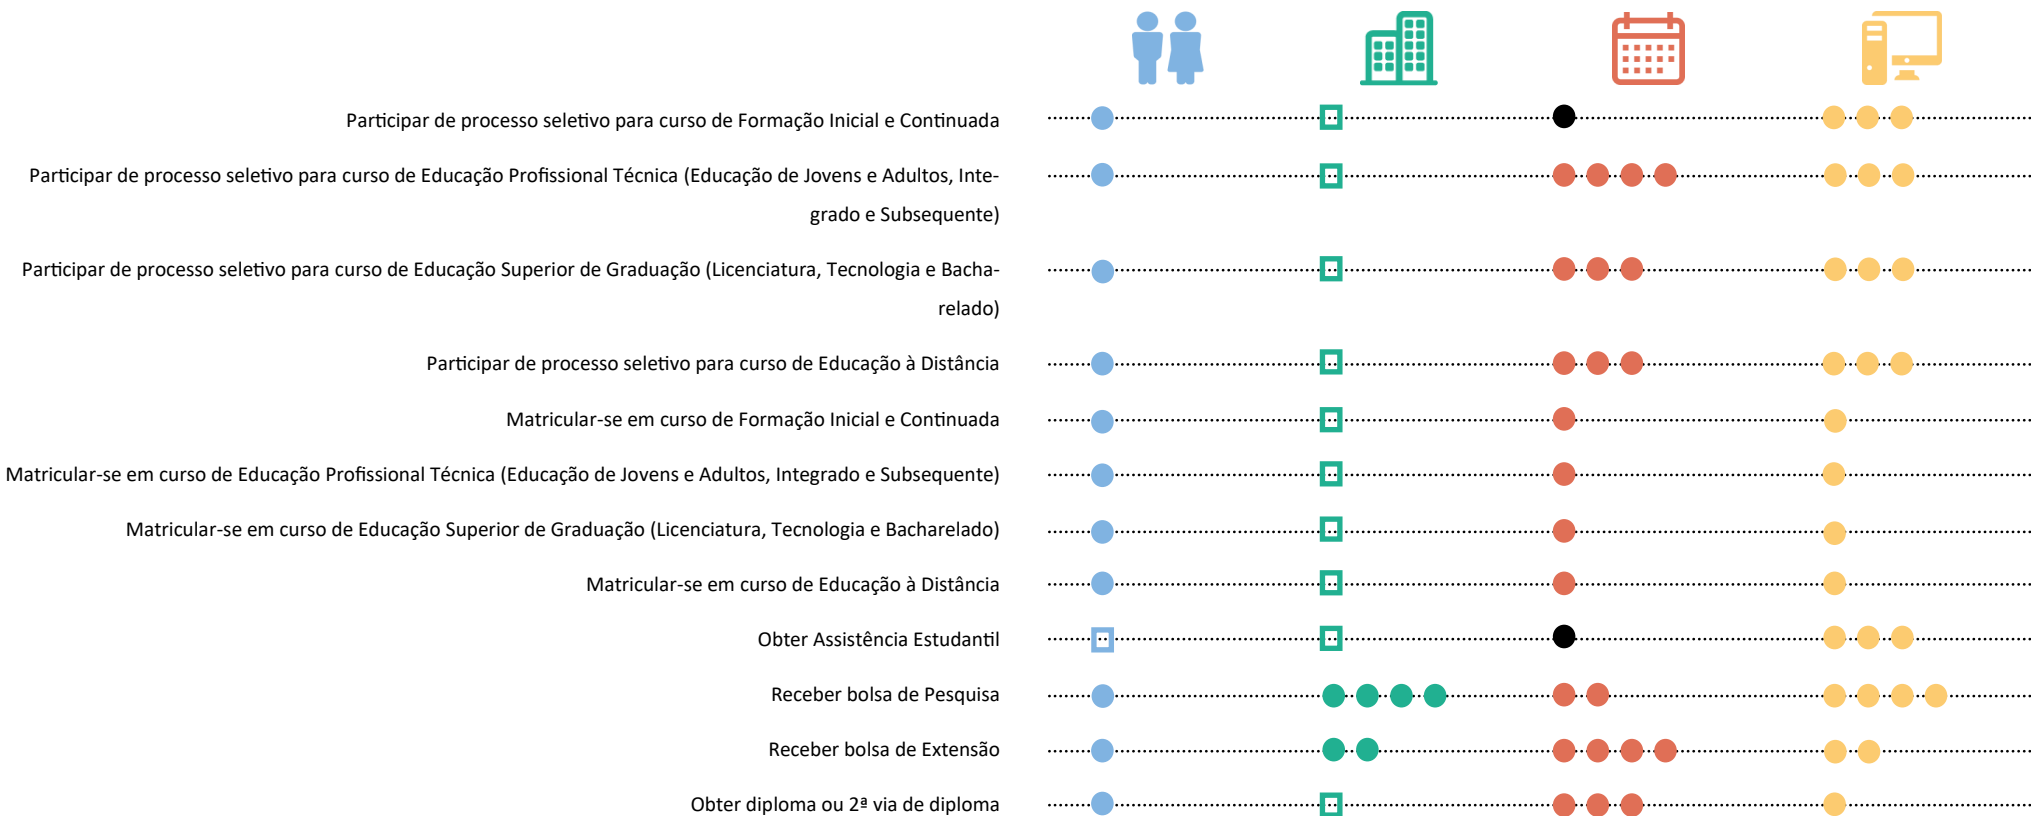 Participar de processo seletivo para curso de Formação Inicial e Continuada
Participar de processo seletivo para curso de Educação Profissional Técnica (Educação de Jovens e Adultos, Inte-
grado e Subsequente)
Participar de processo seletivo para curso de Educação Superior de Graduação (Licenciatura, Tecnologia e Bacha-
relado)
Participar de processo seletivo para curso de Educação à Distância
Matricular-se em curso de Formação Inicial e Continuada
Matricular-se em curso de Educação Profissional Técnica (Educação de Jovens e Adultos, Integrado e Subsequente)
Matricular-se em curso de Educação Superior de Graduação (Licenciatura, Tecnologia e Bacharelado)
Matricular-se em curso de Educação à Distância
Obter Assistência Estudantil
Receber bolsa de Pesquisa
Receber bolsa de Extensão
Obter diploma ou 2ª via de diploma